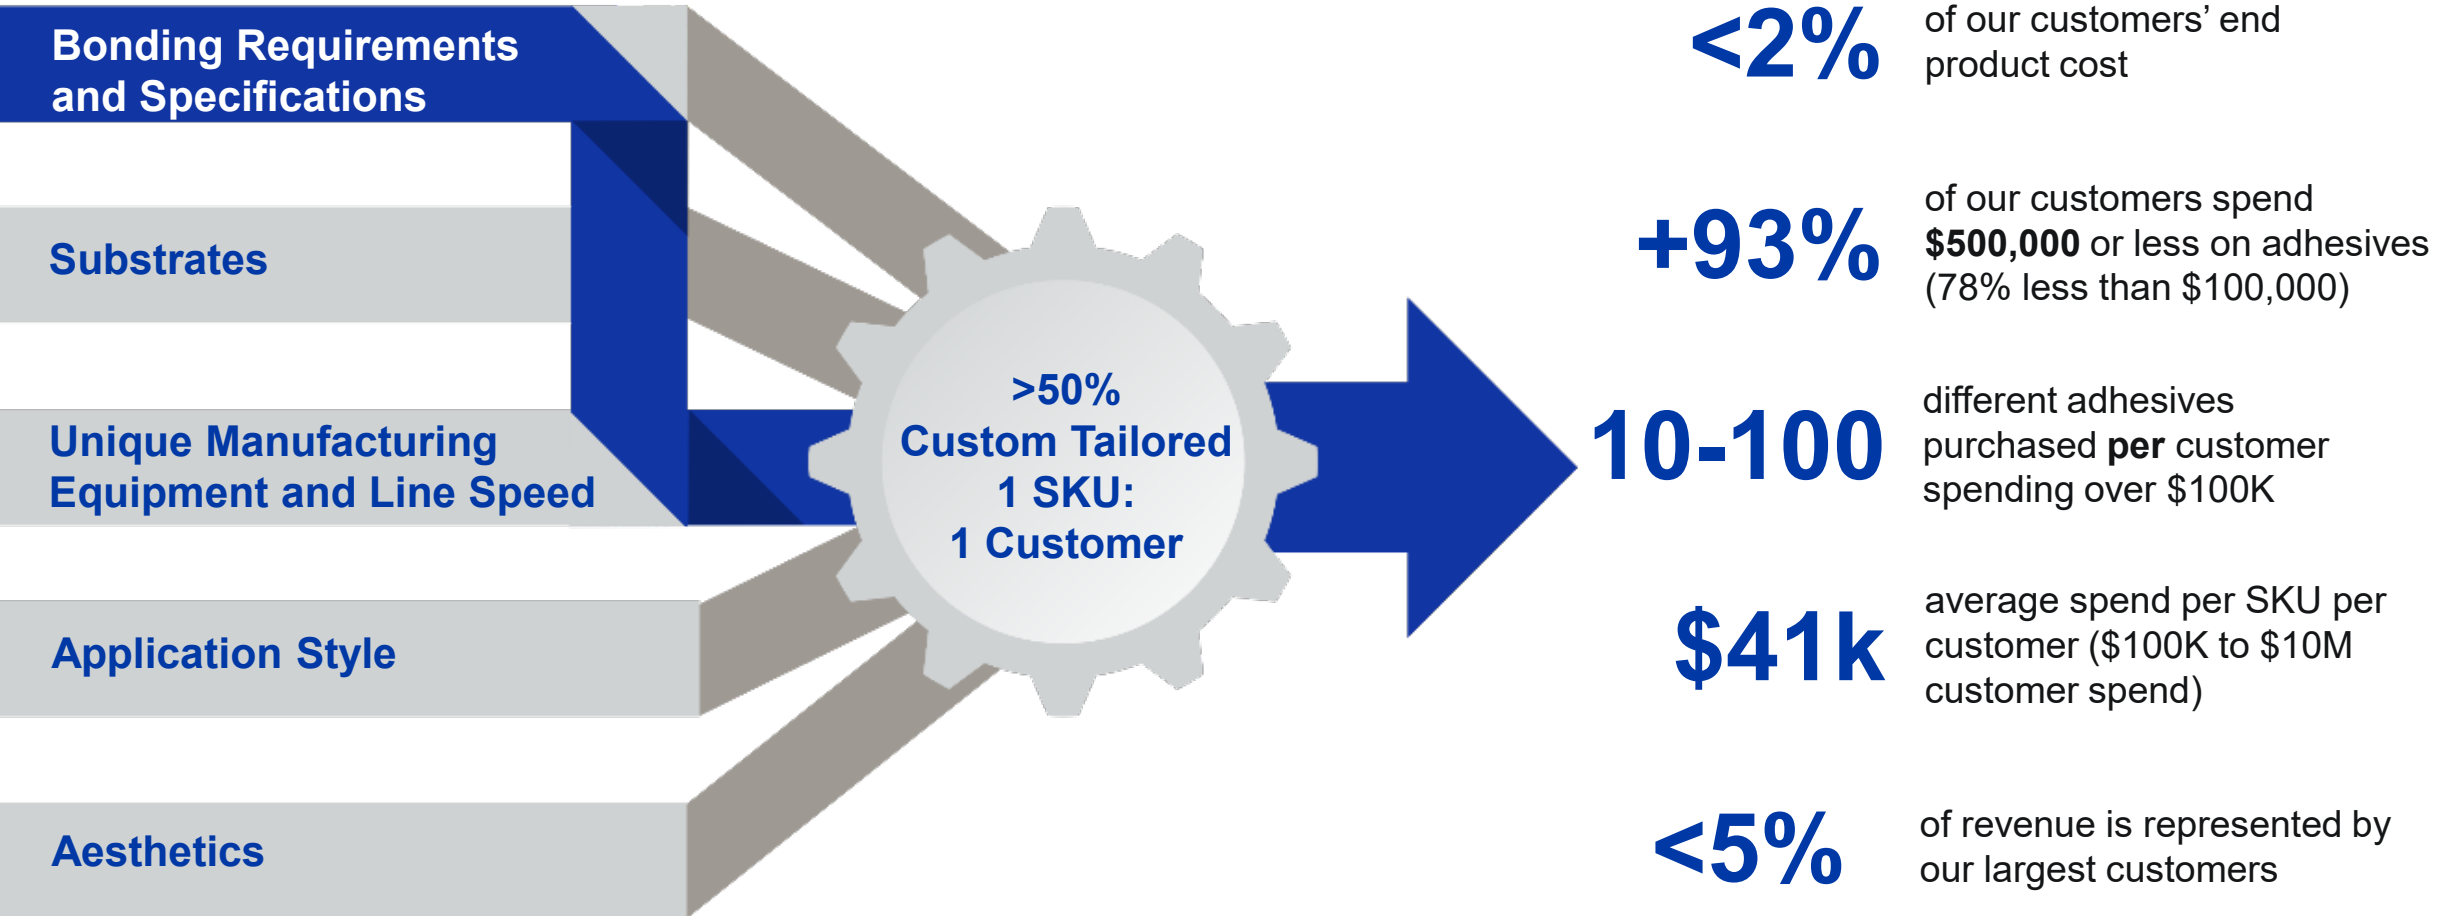 Bonding Requirements
and Specifications
Substrates
Unique Manufacturing
Equipment and Line Speed
Application Style
Aesthetics
>50%
Custom Tailored
1 SKU:
1 Customer
<2%
of our customers’ end
product cost
+93%
of our customers spend
$500,000 or less on adhesives
(78% less than $100,000)
10-100
different adhesives
purchased per customer
spending over $100K
$41k
average spend per SKU per
customer ($100K to $10M
customer spend)
<5%
of revenue is represented by
our largest customers